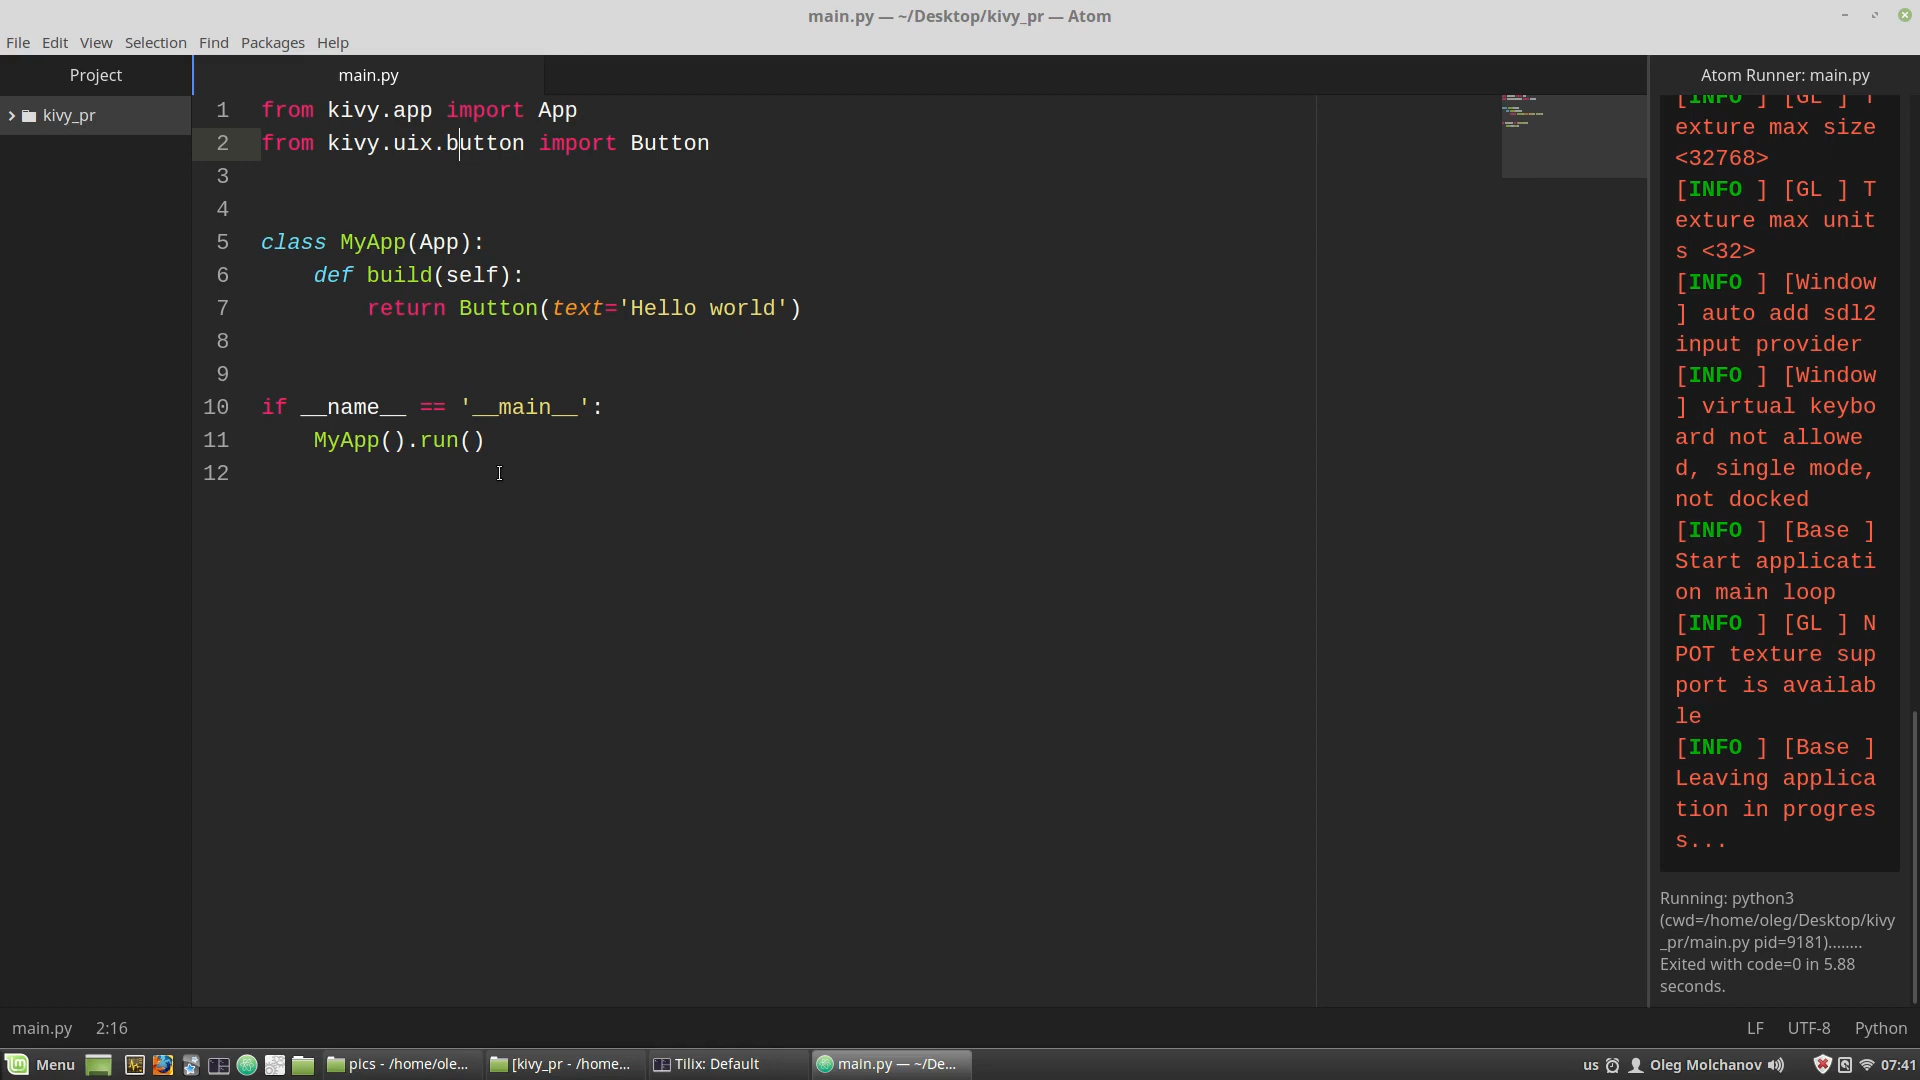 main.py — ~/Desktop/kivy_pr — Atom
File Edit View Selection Find Packages Help
Project
kivy_pr
main.py
1 from kivy.app import App
2 from kivy.uix.button import Button
3
4
5 class MyApp(App):
6     def build(self):
7         return Button(text='Hello world')
8
9
10 if __name__ == '__main__':
11     MyApp().run()
12
Atom Runner: main.py
[INFO ] [GL ] T
exture max size
<32768>
[INFO ] [GL ] T
exture max unit
s <32>
[INFO ] [Window
] auto add sdl2
input provider
[INFO ] [Window
] virtual keybo
ard not allowe
d, single mode,
not docked
[INFO ] [Base ]
Start applicati
on main loop
[INFO ] [GL ] N
POT texture sup
port is availab
le
[INFO ] [Base ]
Leaving applica
tion in progres
s...
Running: python3
(cwd=/home/oleg/Desktop/kivy
_pr/main.py pid=9181)........
Exited with code=0 in 5.88
seconds.
main.py 2:16
LF UTF-8 Python
Menu pics - /home/ole... [kivy_pr - /home... Tilix: Default main.py — ~/De... us Oleg Molchanov 07:41